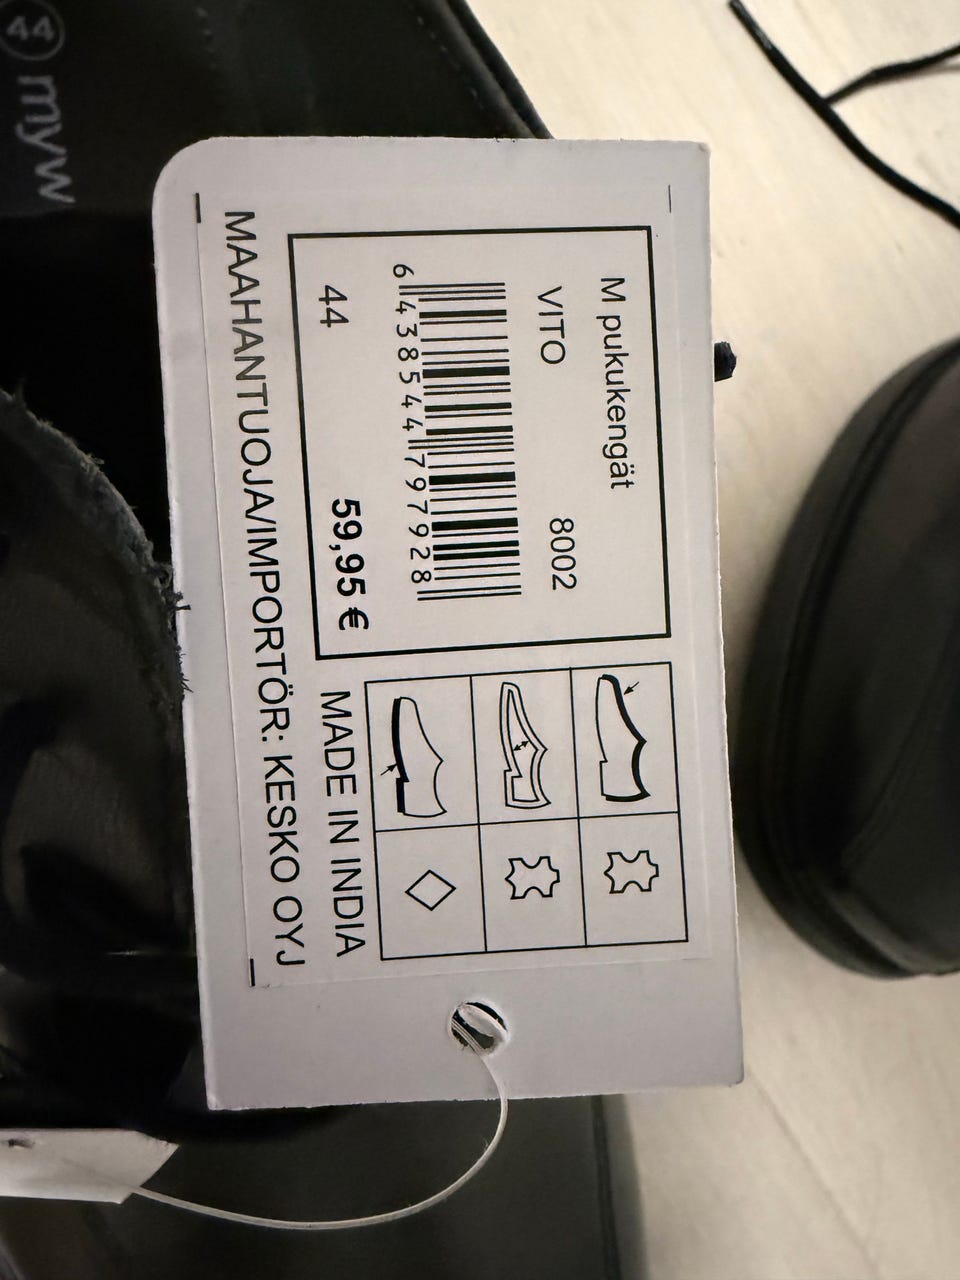 M pukukengät
VITO 8002
6 438544 797928
44 59,95 €
MADE IN INDIA
MAAHANTUOJA/IMPORTÖR: KESKO OYJ
44 myw